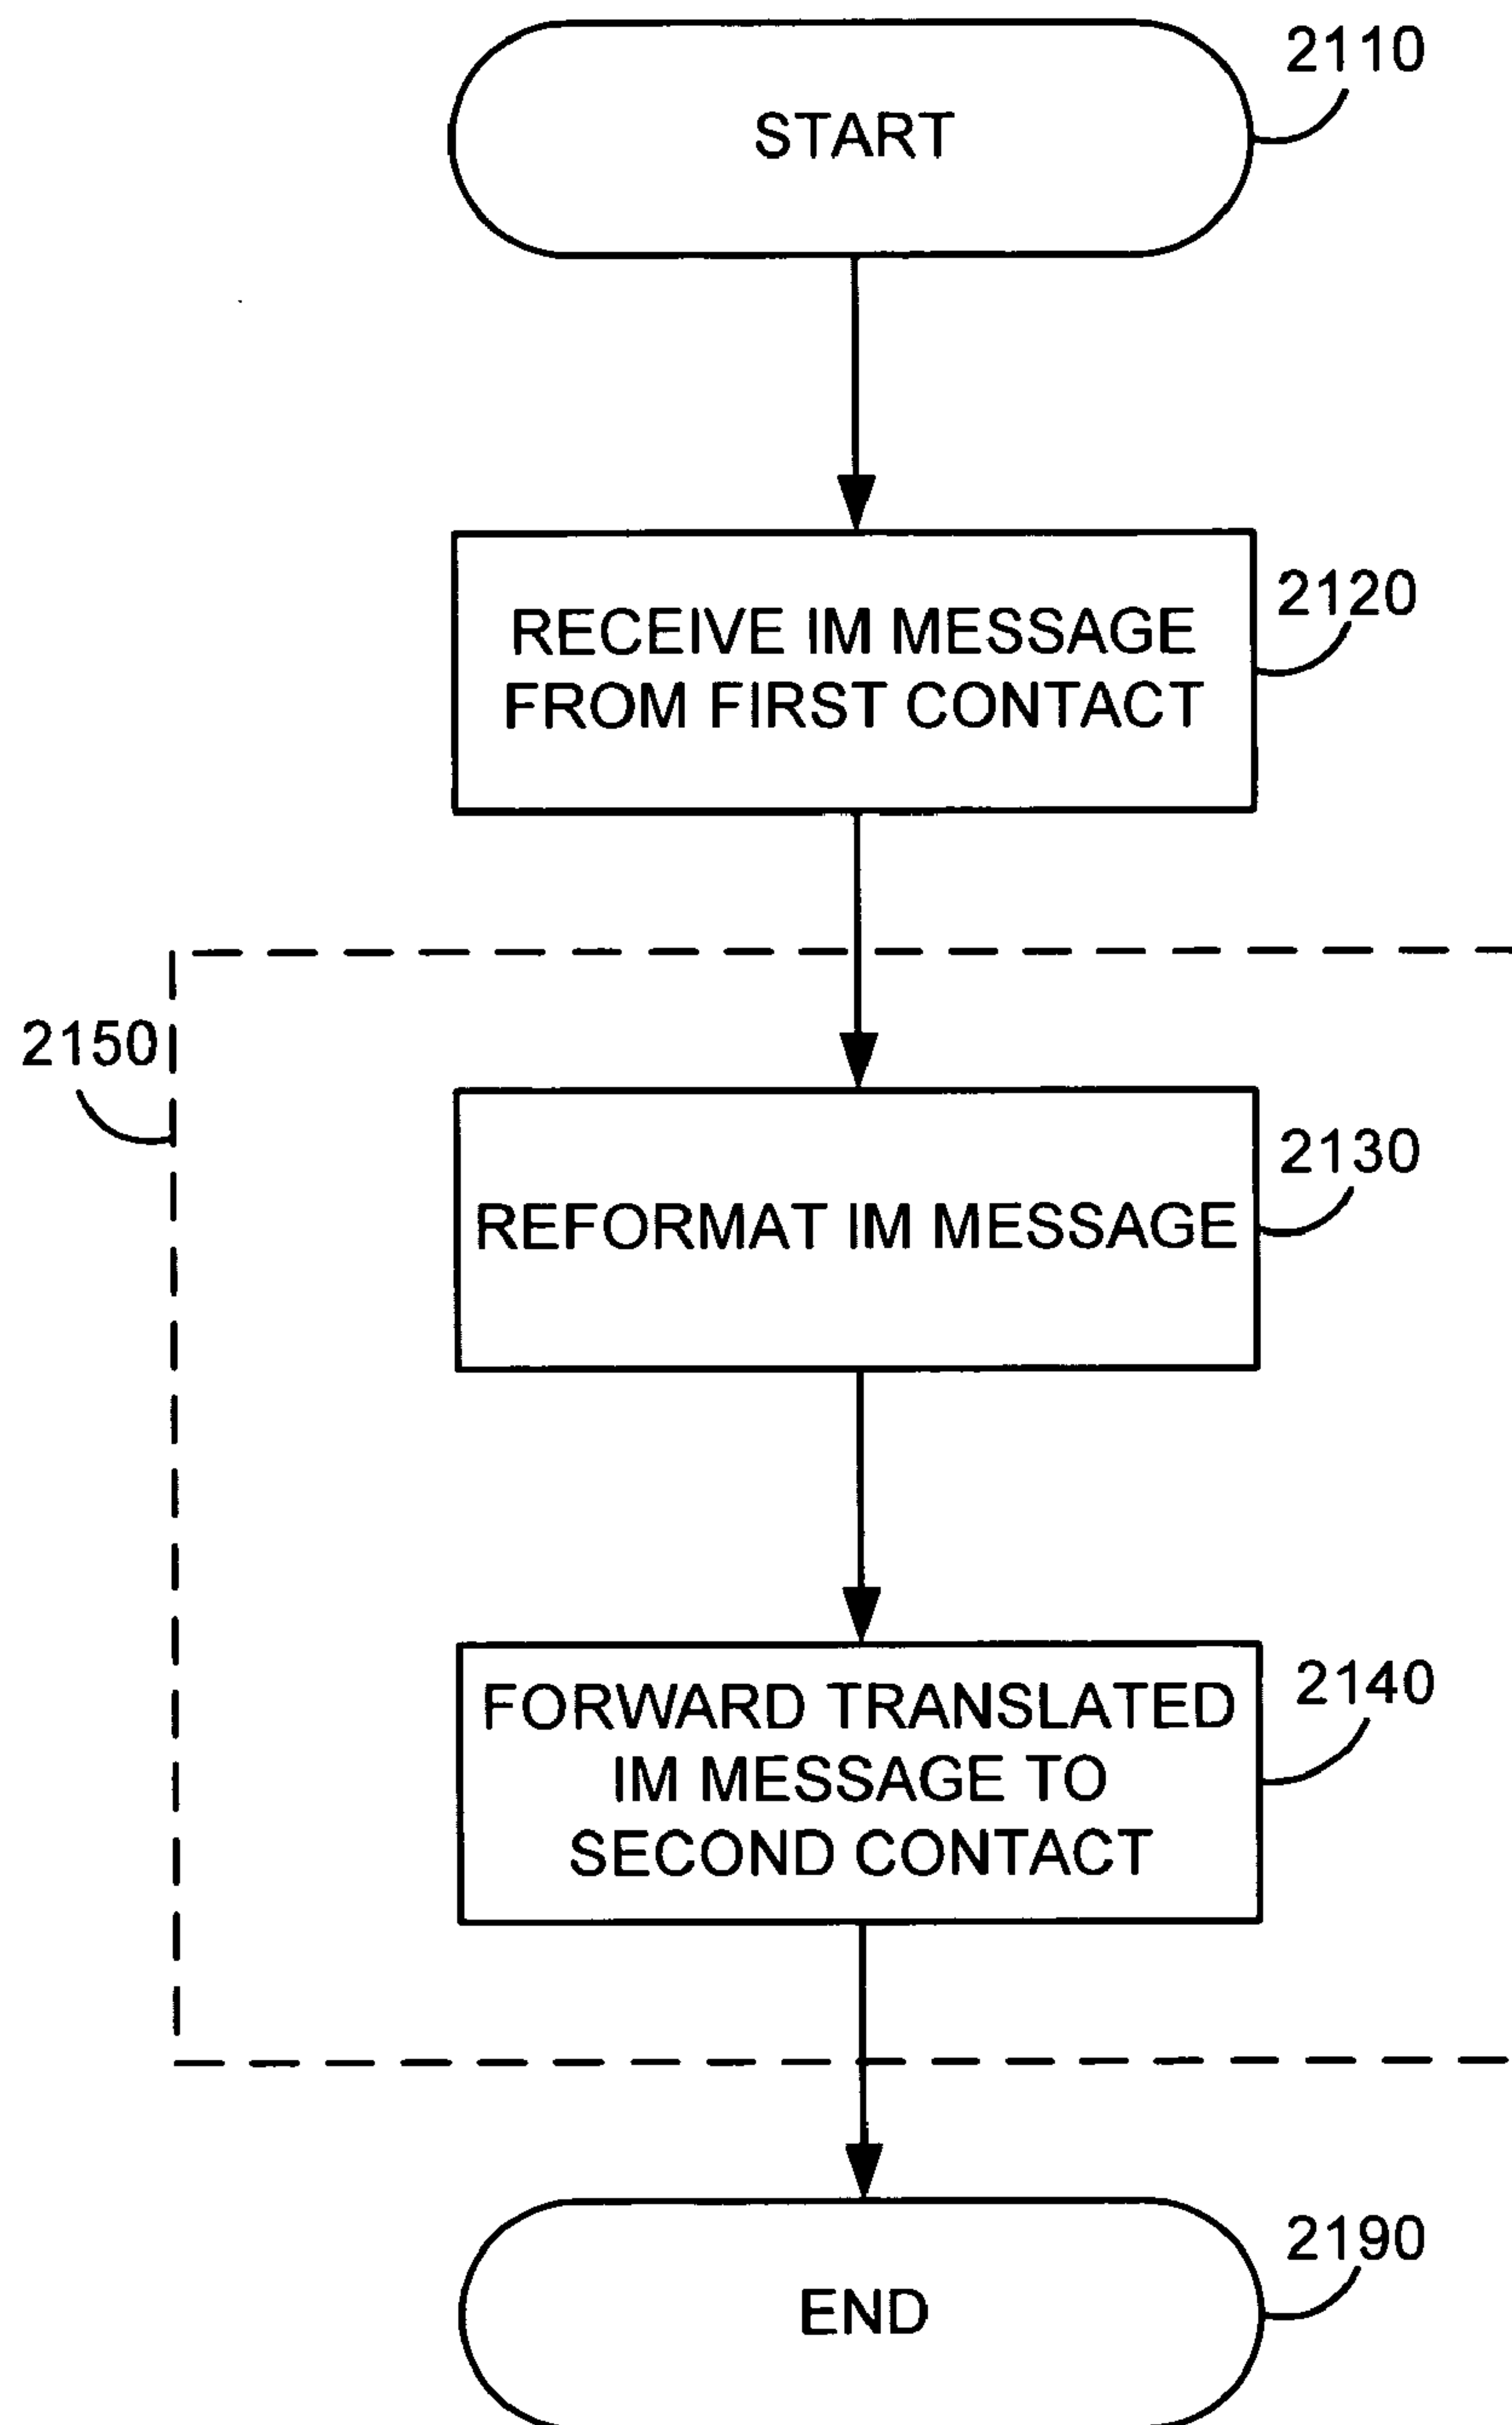 2110
START
2120
RECEIVE IM MESSAGE
FROM FIRST CONTACT
2150
2130
REFORMAT IM MESSAGE
2140
FORWARD TRANSLATED
IM MESSAGE TO
SECOND CONTACT
2190
END